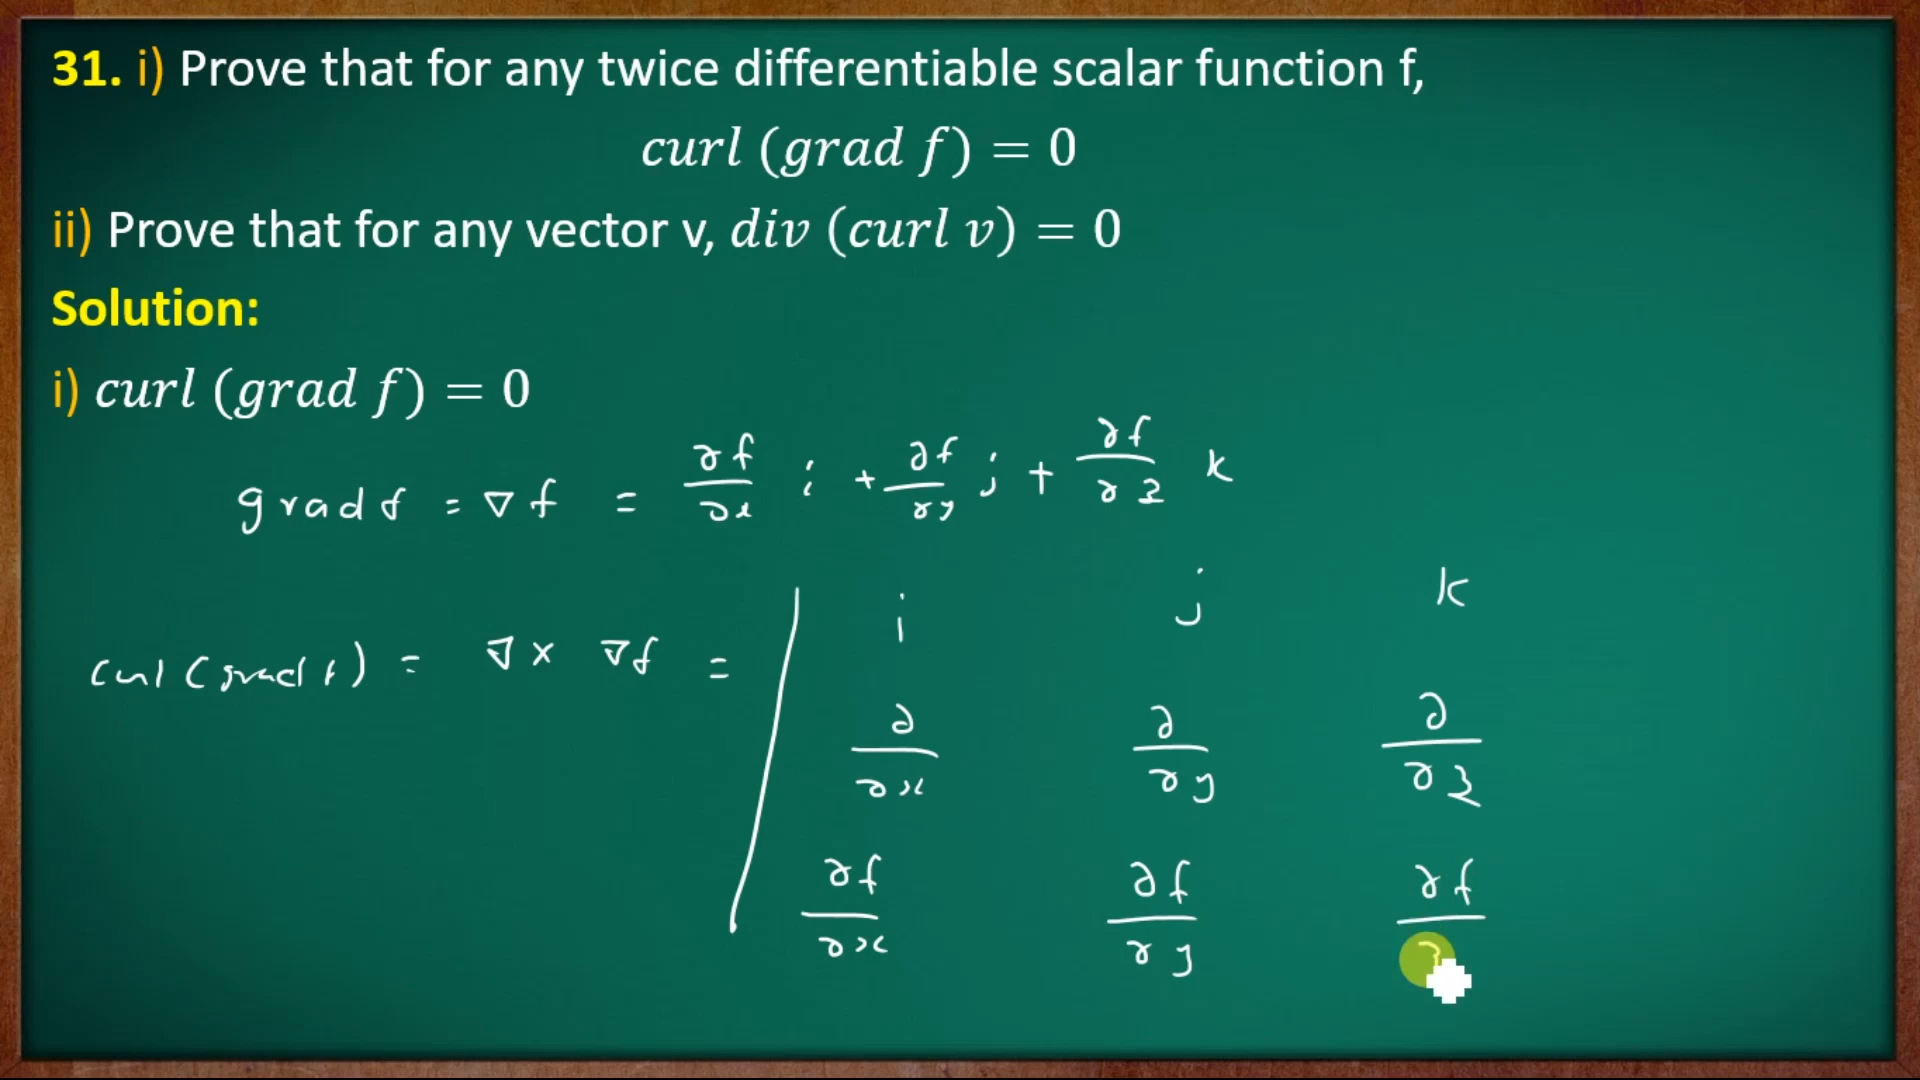 31. i) Prove that for any twice differentiable scalar function f,
curl (grad f) = 0
ii) Prove that for any vector v, div (curl v) = 0
Solution:
i) curl (grad f) = 0
grad f = ∇f = ∂f/∂x i + ∂f/∂y j + ∂f/∂z k
curl (grad f) = ∇ × ∇f = | i j k
∂/∂x ∂/∂y ∂/∂z
∂f/∂x ∂f/∂y ∂f/